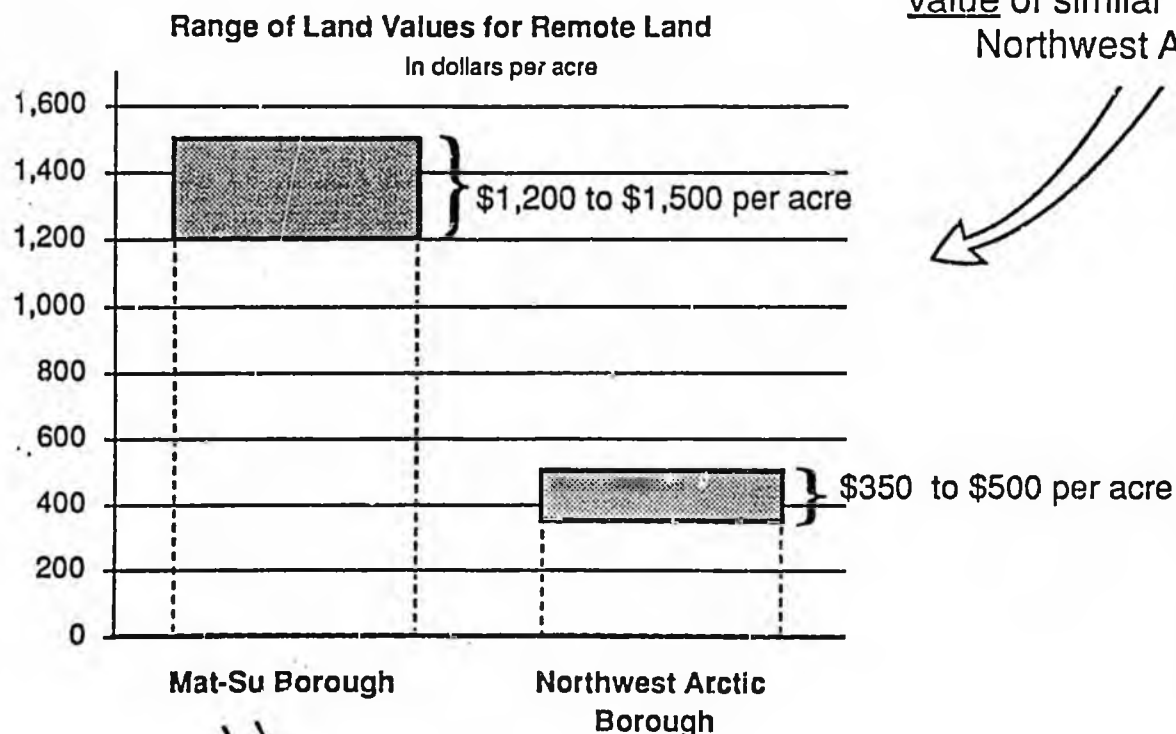 value of similar
Northwest A
Range of Land Values for Remote Land
In dollars per acre
1,600
1,400
1,200
1,000
800
600
400
200
0
$1,200 to $1,500 per acre
$350 to $500 per acre
Mat-Su Borough
Northwest Arctic
Borough